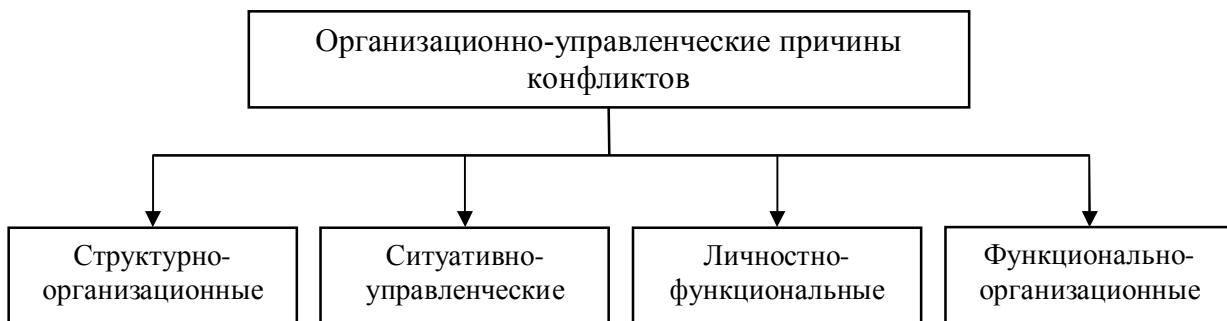 Организационно-управленческие причины
конфликтов
Структурно-
организационные
Ситуативно-
управленческие
Личностно-
функциональные
Функционально-
организационные